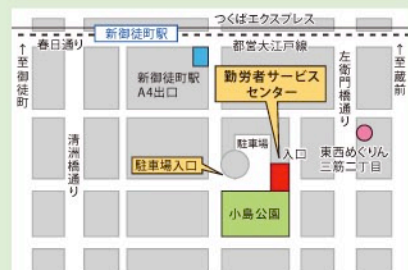 つくばエクスプレス
新御徒町駅
春日通り
都営大江戸線
↑至御徒町
新御徒町駅
A4出口
勤労者サービス
センター
左衛門橋通り
↑至蔵前
清洲橋通り
駐車場
入口
駐車場入口
東西めぐりん
三筋二丁目
小島公園